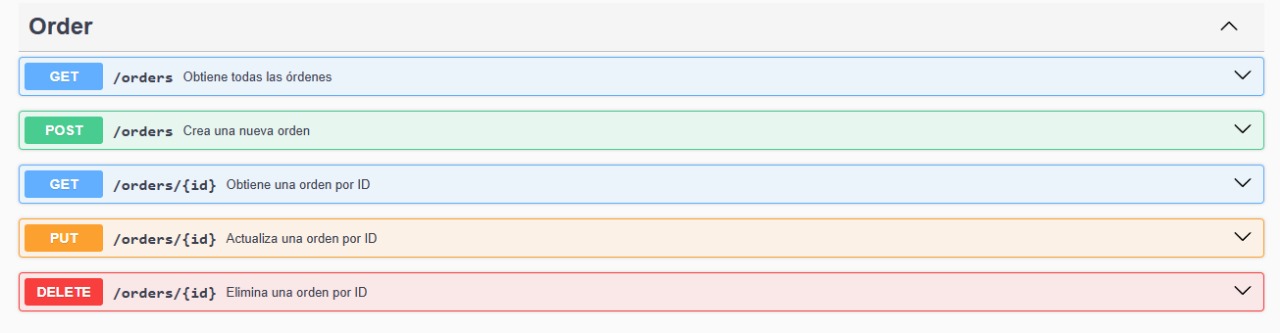 Order
GET /orders Obtiene todas las órdenes
POST /orders Crea una nueva orden
GET /orders/{id} Obtiene una orden por ID
PUT /orders/{id} Actualiza una orden por ID
DELETE /orders/{id} Elimina una orden por ID